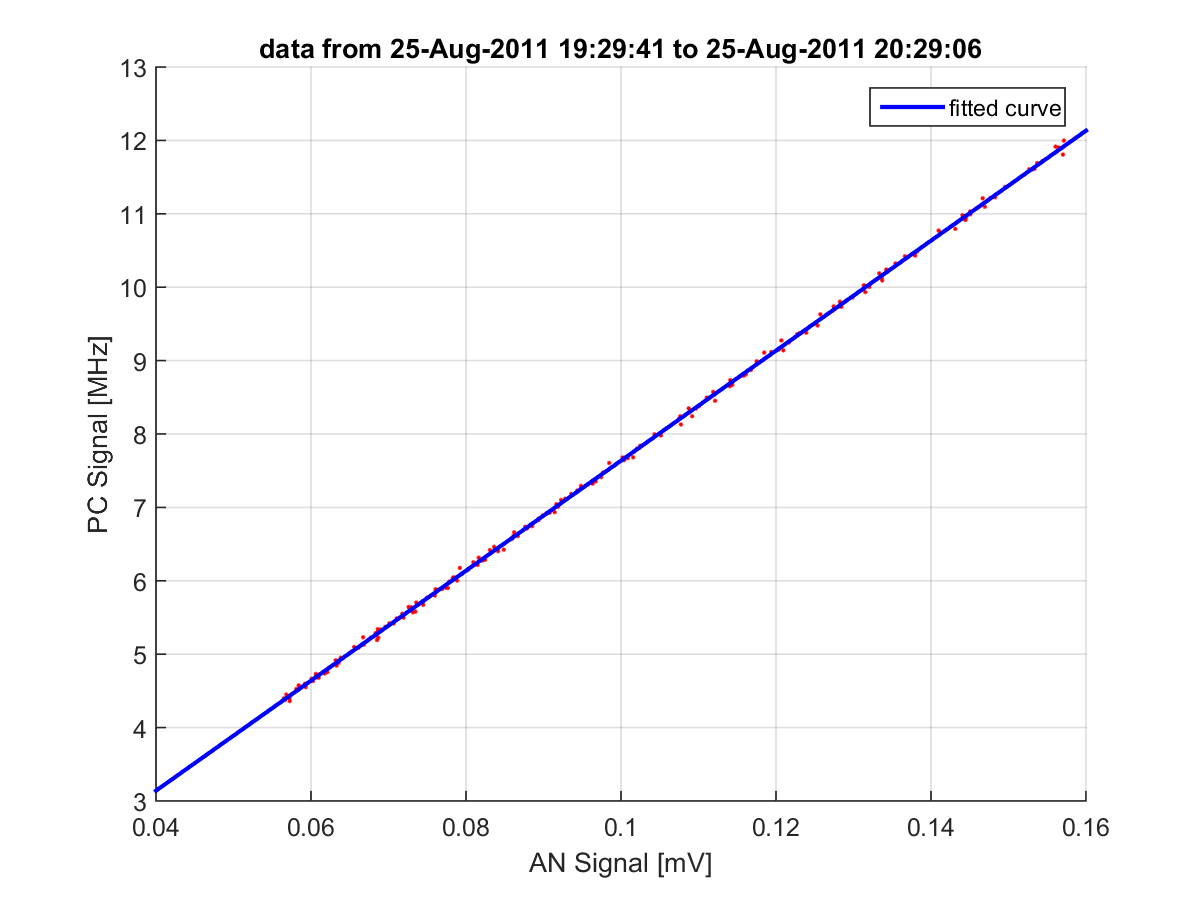 data from 25-Aug-2011 19:29:41 to 25-Aug-2011 20:29:06
fitted curve
13
12
11
10
9
8
7
6
5
4
3
PC Signal [MHz]
0.04 0.06 0.08 0.1 0.12 0.14 0.16
AN Signal [mV]